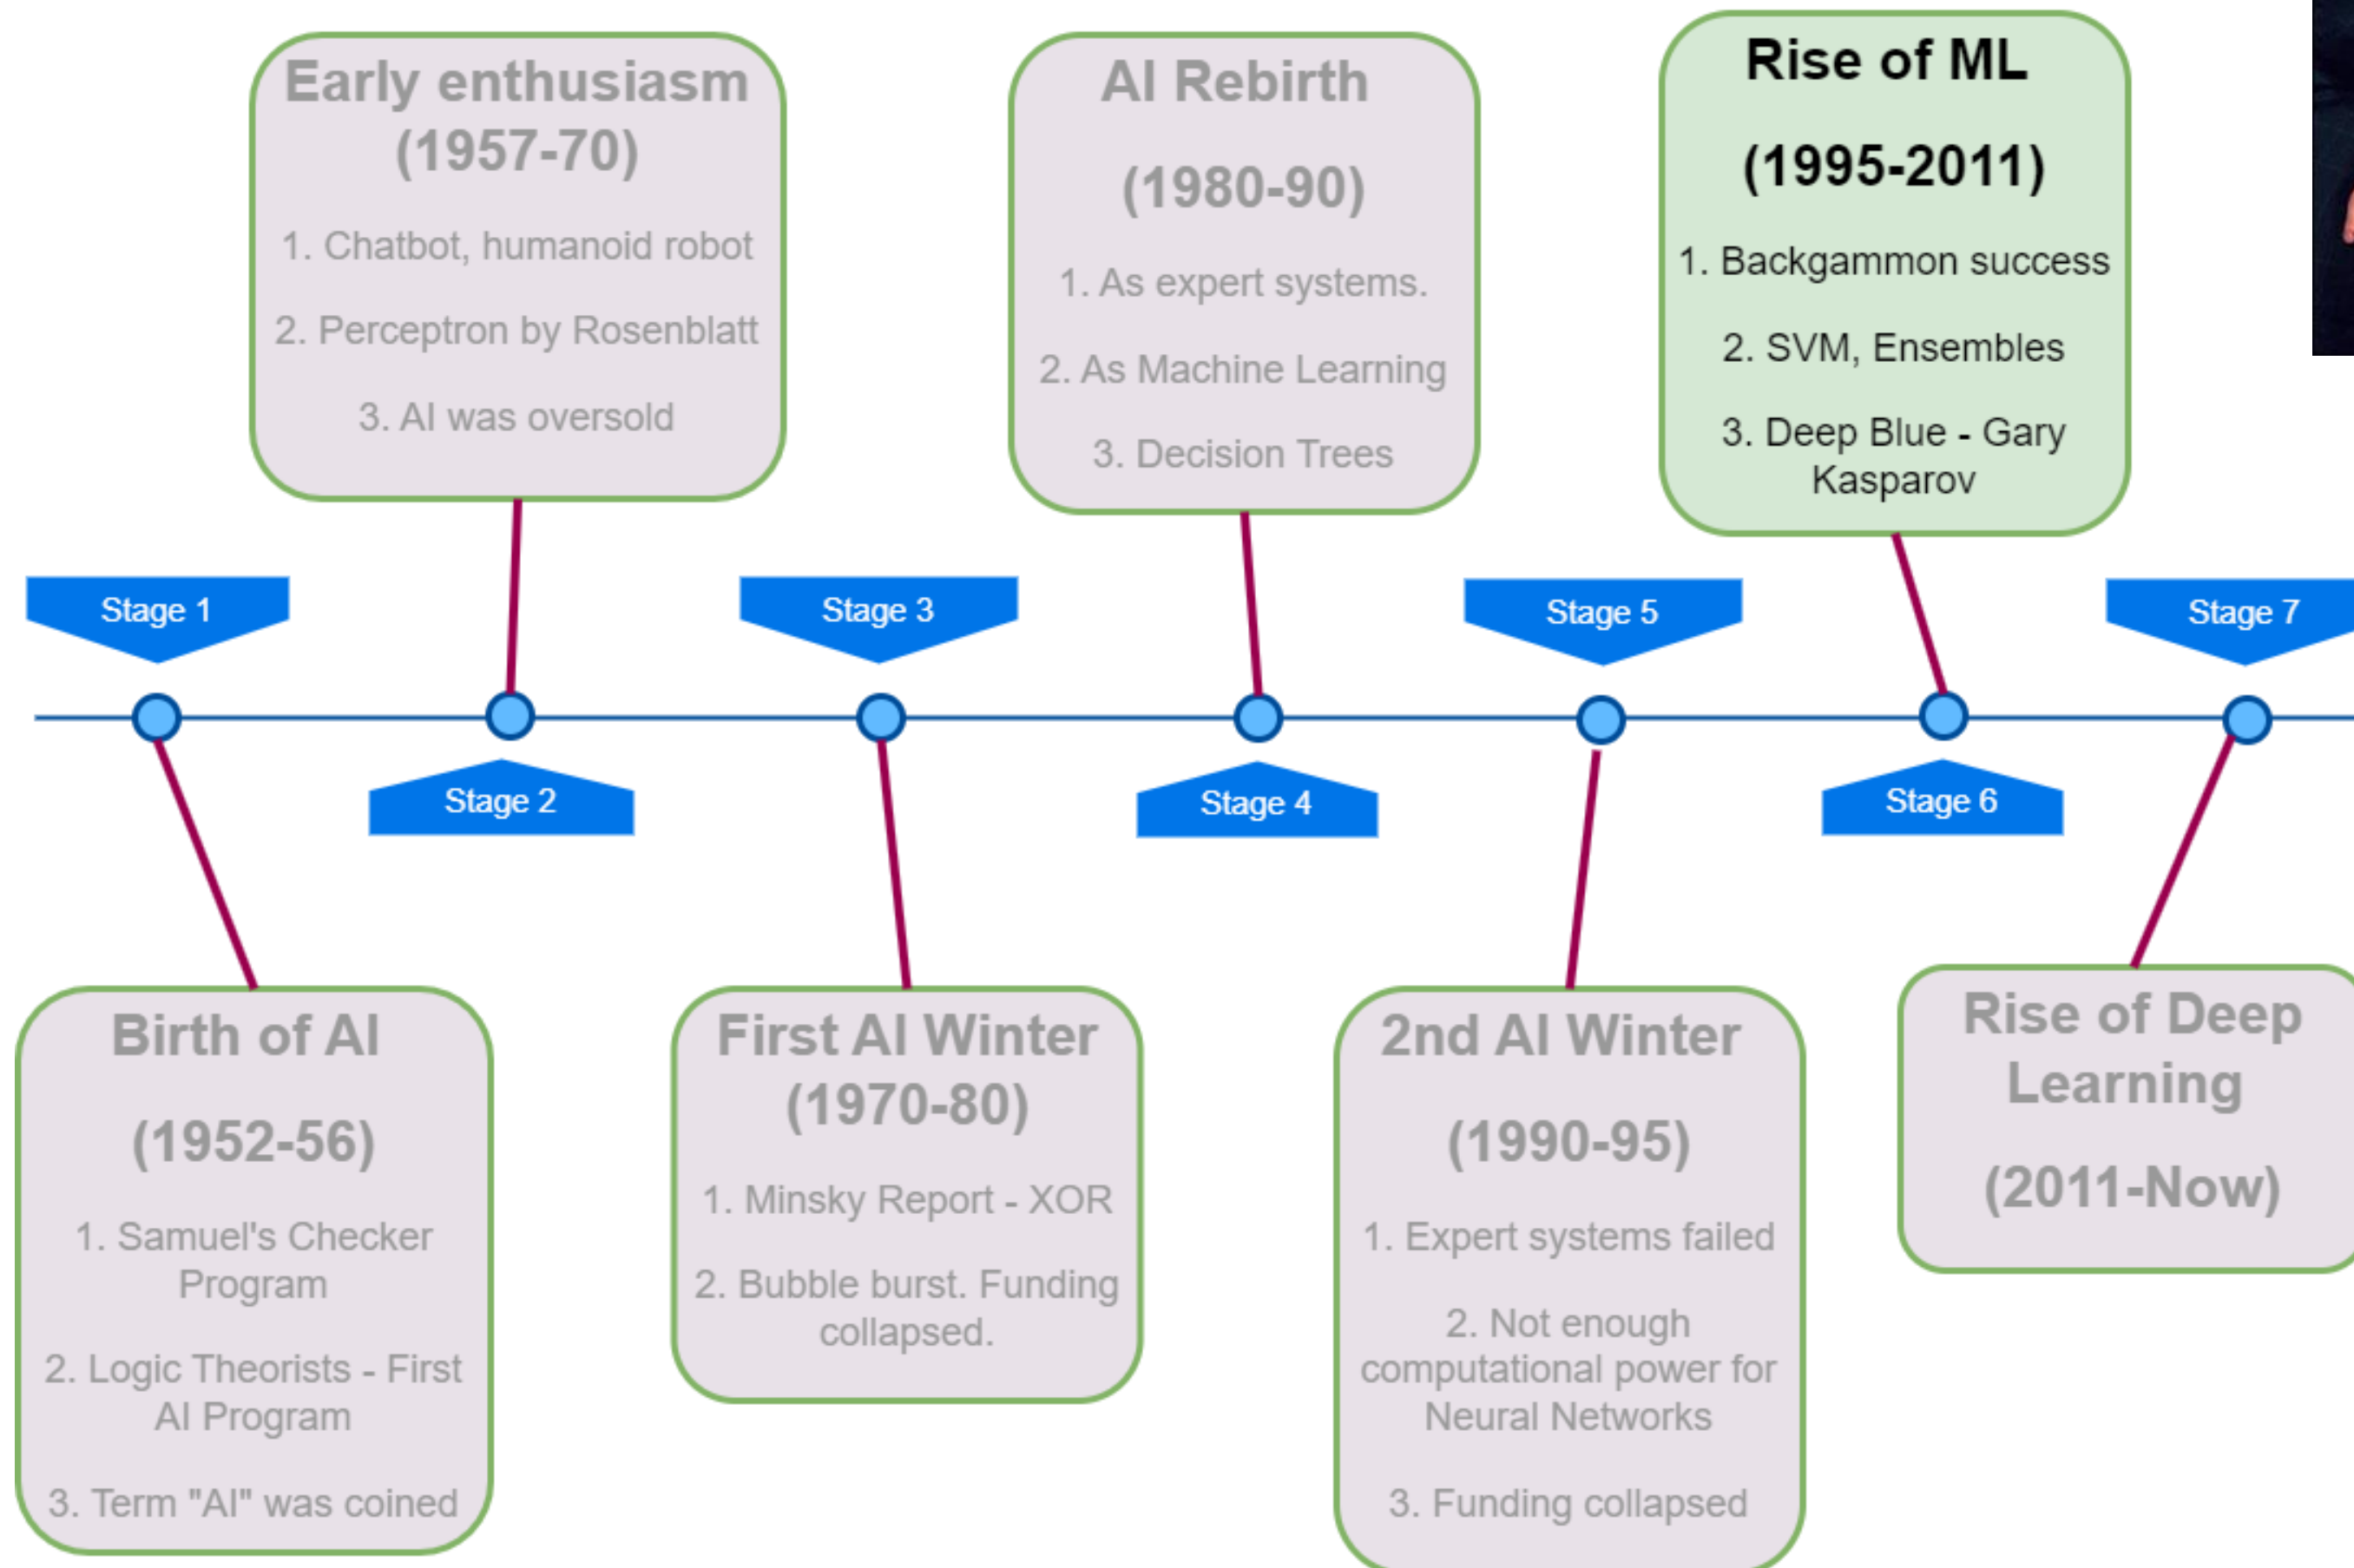 Early enthusiasm
(1957-70)
1. Chatbot, humanoid robot
2. Perceptron by Rosenblatt
3. AI was oversold
AI Rebirth
(1980-90)
1. As expert systems.
2. As Machine Learning
3. Decision Trees
Rise of ML
(1995-2011)
1. Backgammon success
2. SVM, Ensembles
3. Deep Blue - Gary
Kasparov
Stage 1
Stage 2
Stage 3
Stage 4
Stage 5
Stage 6
Stage 7
Birth of AI
(1952-56)
1. Samuel's Checker
Program
2. Logic Theorists - First
AI Program
3. Term "AI" was coined
First AI Winter
(1970-80)
1. Minsky Report - XOR
2. Bubble burst. Funding
collapsed.
2nd AI Winter
(1990-95)
1. Expert systems failed
2. Not enough
computational power for
Neural Networks
3. Funding collapsed
Rise of Deep
Learning
(2011-Now)